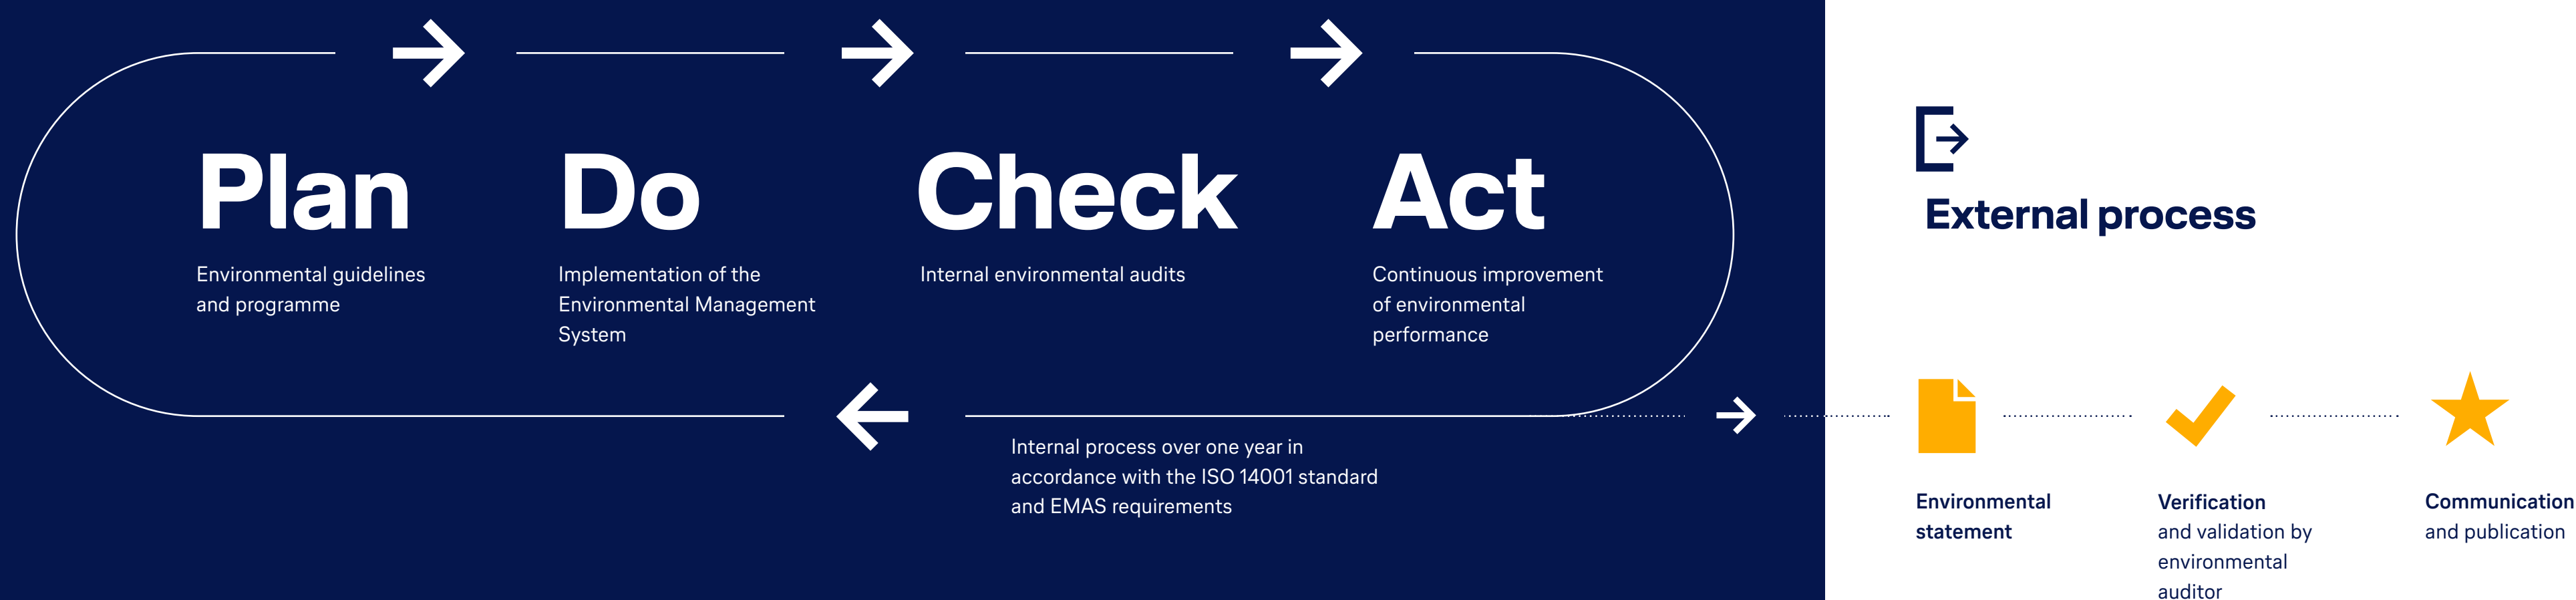 Plan
Environmental guidelines
and programme
Do
Implementation of the
Environmental Management
System
Check
Internal environmental audits
Act
Continuous improvement
of environmental
performance
Internal process over one year in
accordance with the ISO 14001 standard
and EMAS requirements
External process
Environmental
statement
Verification
and validation by
environmental
auditor
Communication
and publication